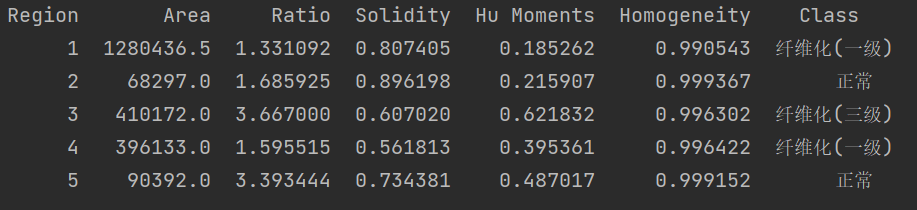 Region Area Ratio Solidity Hu Moments Homogeneity Class
1 1280436.5 1.331092 0.807405 0.185262 0.990543 纤维化(一级)
2 68297.0 1.685925 0.896198 0.215907 0.999367 正常
3 410172.0 3.667000 0.607020 0.621832 0.996302 纤维化(三级)
4 396133.0 1.595515 0.561813 0.395361 0.996422 纤维化(一级)
5 90392.0 3.393444 0.734381 0.487017 0.999152 正常